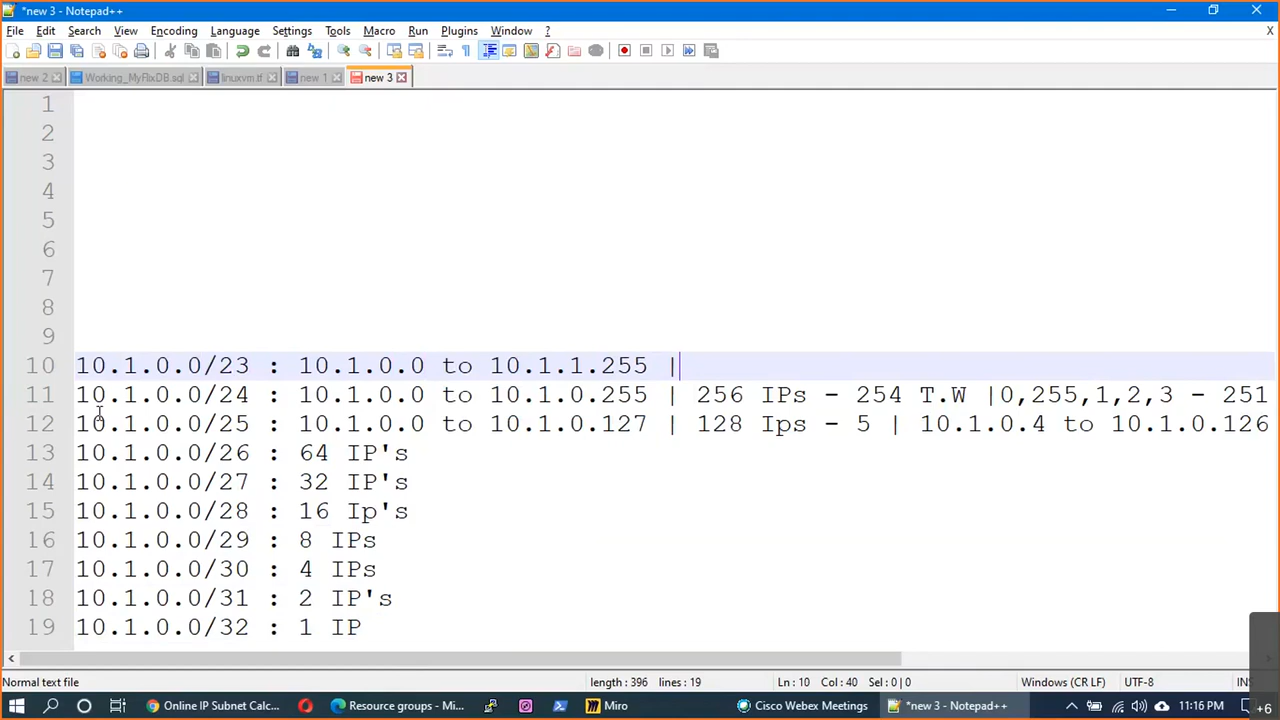 *new 3 - Notepad++
File Edit Search View Encoding Language Settings Tools Macro Run Plugins Window ? X
new 2 Working_MyflixDB.sql linuxvm.tf new 1 new 3
1
2
3
4
5
6
7
8
9
10 10.1.0.0/23 : 10.1.0.0 to 10.1.1.255 |
11 10.1.0.0/24 : 10.1.0.0 to 10.1.0.255 | 256 IPs - 254 T.W |0,255,1,2,3 - 251
12 10.1.0.0/25 : 10.1.0.0 to 10.1.0.127 | 128 Ips - 5 | 10.1.0.4 to 10.1.0.126
13 10.1.0.0/26 : 64 IP's
14 10.1.0.0/27 : 32 IP's
15 10.1.0.0/28 : 16 Ip's
16 10.1.0.0/29 : 8 IPs
17 10.1.0.0/30 : 4 IPs
18 10.1.0.0/31 : 2 IP's
19 10.1.0.0/32 : 1 IP
Normal text file length : 396 lines : 19 Ln : 10 Col : 40 Sel : 0 | 0 Windows (CR LF) UTF-8 INS
Online IP Subnet Calc... Resource groups - Mi... Miro Cisco Webex Meetings *new 3 - Notepad++ 11:16 PM +6